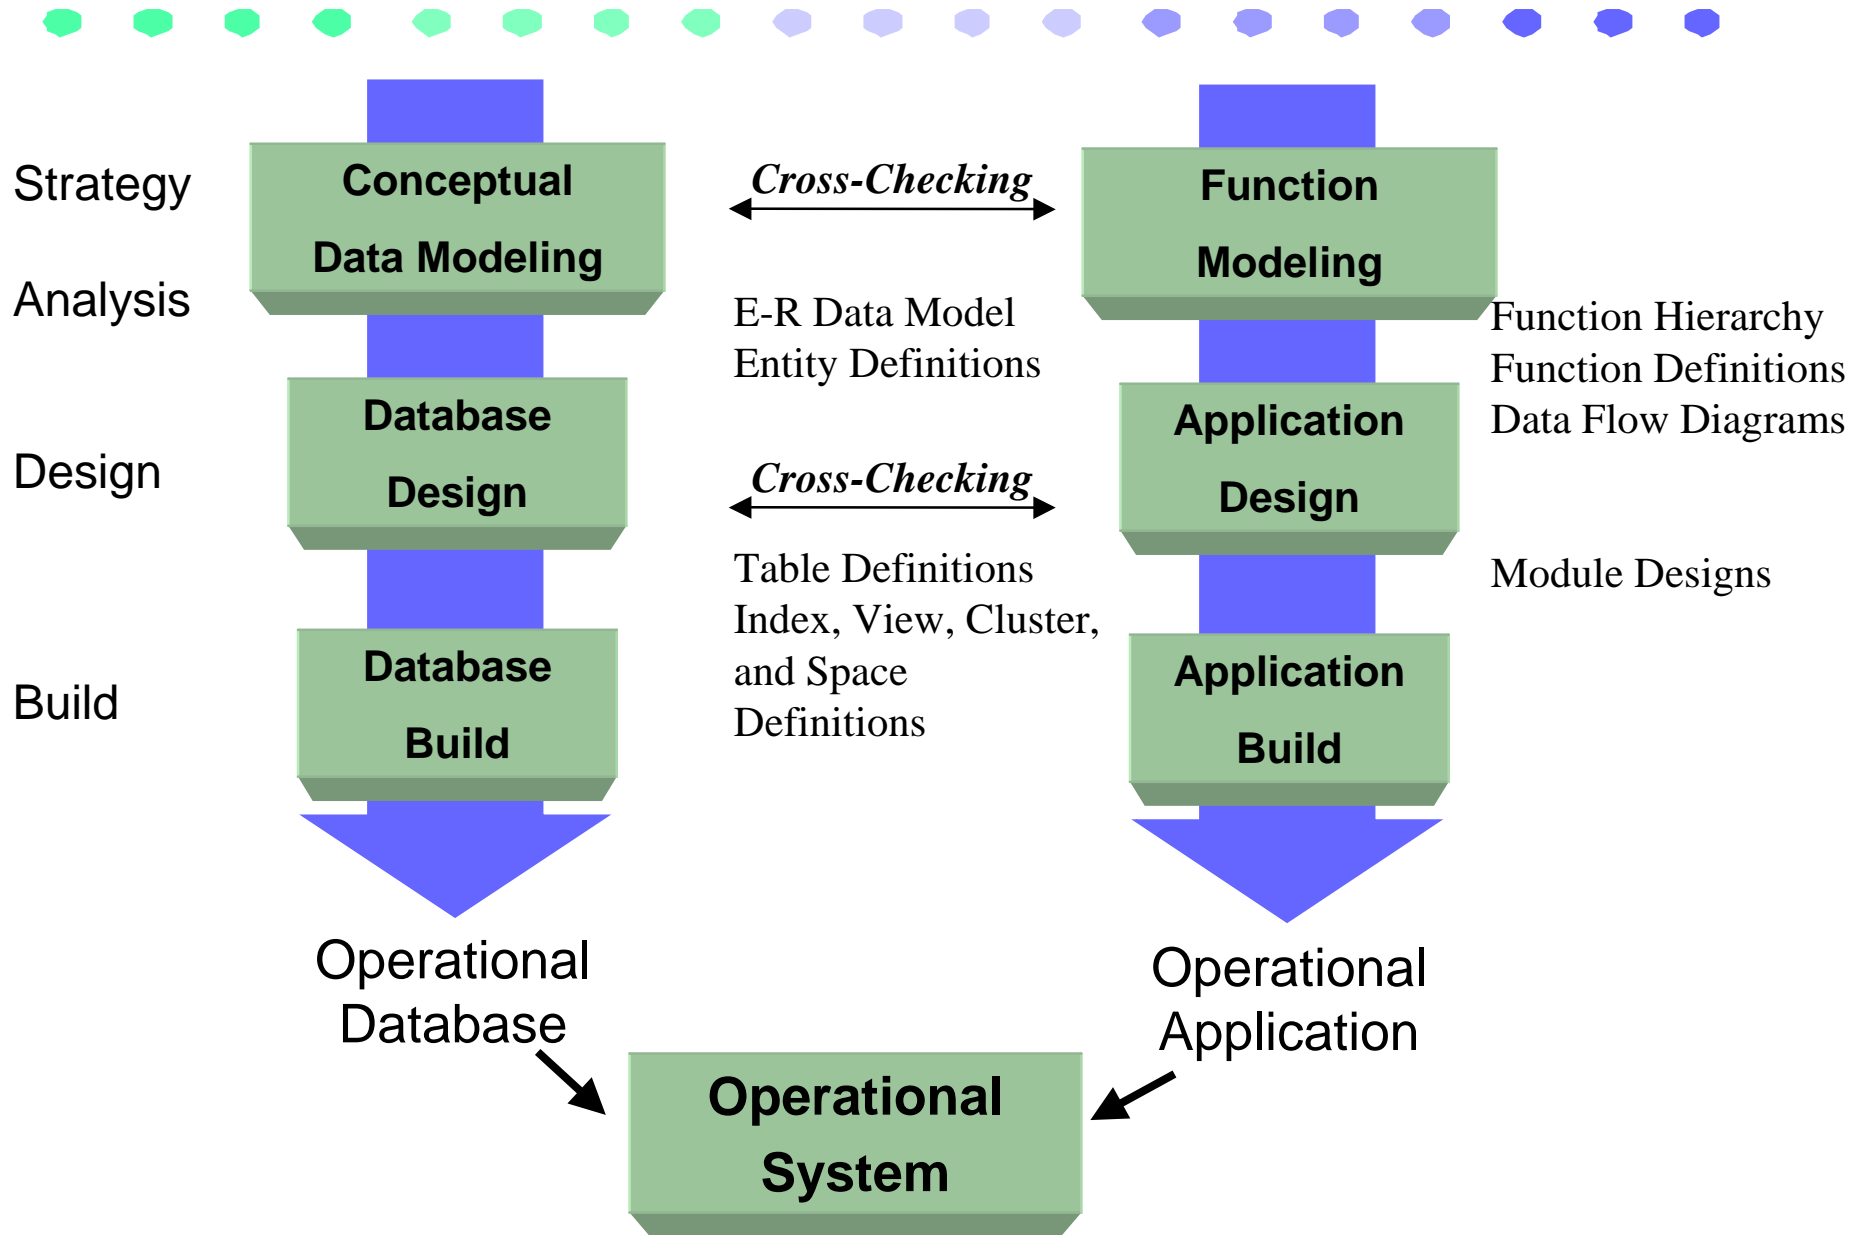 Strategy
Analysis
Design
Build
Conceptual
Data Modeling
Database
Design
Database
Build
Operational
Database
Cross-Checking
E-R Data Model
Entity Definitions
Cross-Checking
Table Definitions
Index, View, Cluster,
and Space
Definitions
Function
Modeling
Application
Design
Application
Build
Operational
Application
Function Hierarchy
Function Definitions
Data Flow Diagrams
Module Designs
Operational
System